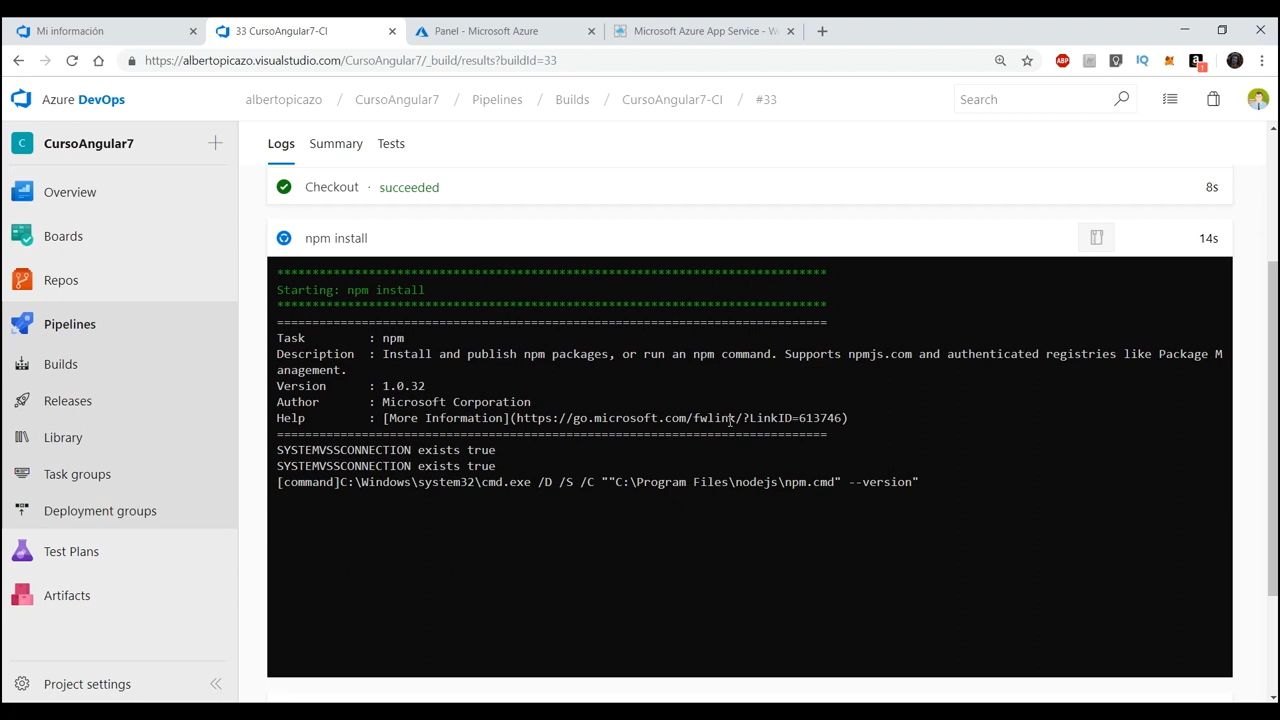 Mi información
33 CursoAngular7-CI
Panel - Microsoft Azure
Microsoft Azure App Service - W
https://albertopicazo.visualstudio.com/CursoAngular7/_build/results?buildId=33
ABP
IQ
a
1
Azure DevOps
albertopicazo
CursoAngular7
Pipelines
Builds
CursoAngular7-CI
#33
Search
C
CursoAngular7
Overview
Boards
Repos
Pipelines
Builds
Releases
Library
Task groups
Deployment groups
Test Plans
Artifacts
Project settings
Logs
Summary
Tests
Checkout · succeeded
8s
npm install
14s
******************************************************************************
Starting: npm install
******************************************************************************
==============================================================================
Task         : npm
Description  : Install and publish npm packages, or run an npm command. Supports npmjs.com and authenticated registries like Package M
anagement.
Version      : 1.0.32
Author       : Microsoft Corporation
Help         : [More Information](https://go.microsoft.com/fwlink/?LinkID=613746)
==============================================================================
SYSTEMVSSCONNECTION exists true
SYSTEMVSSCONNECTION exists true
[command]C:\Windows\system32\cmd.exe /D /S /C ""C:\Program Files\nodejs\npm.cmd" --version"